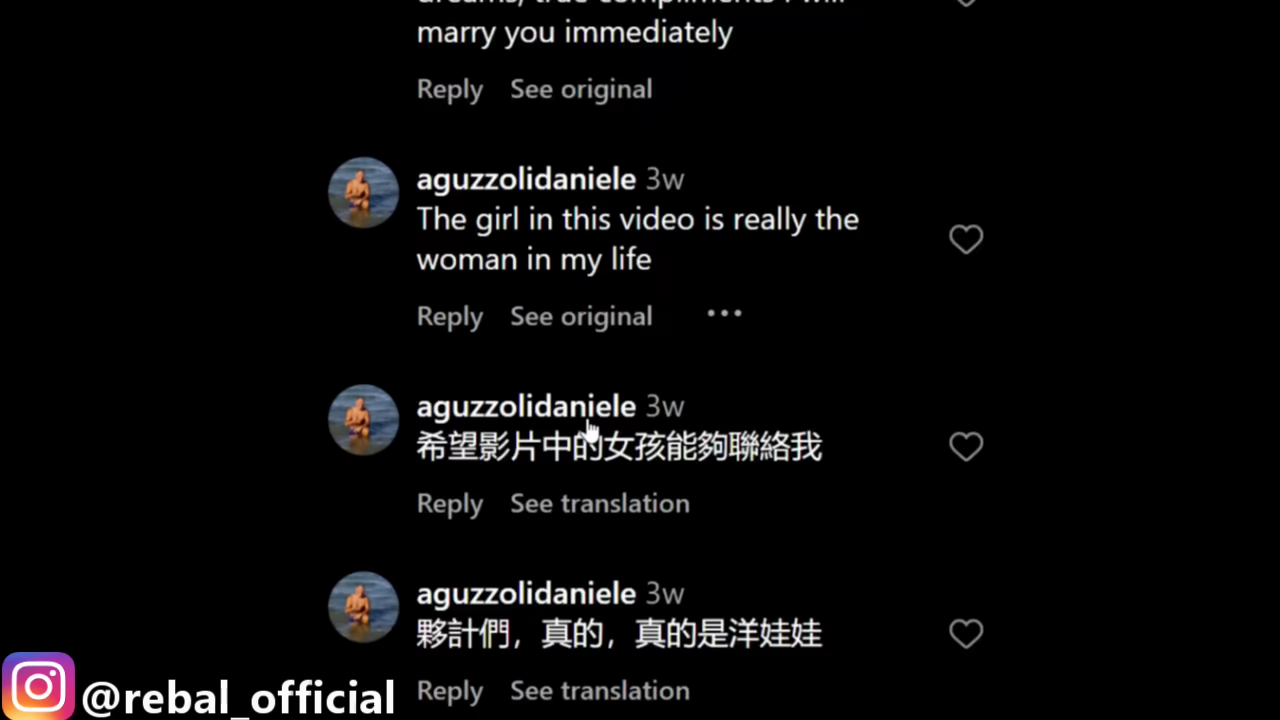 marry you immediately
Reply See original
aguzzolidaniele 3w
The girl in this video is really the
woman in my life
Reply See original
aguzzolidaniele 3w
希望影片中的女孩能夠聯絡我
Reply See translation
aguzzolidaniele 3w
夥計們，真的，真的是洋娃娃
Reply See translation
@rebal_official